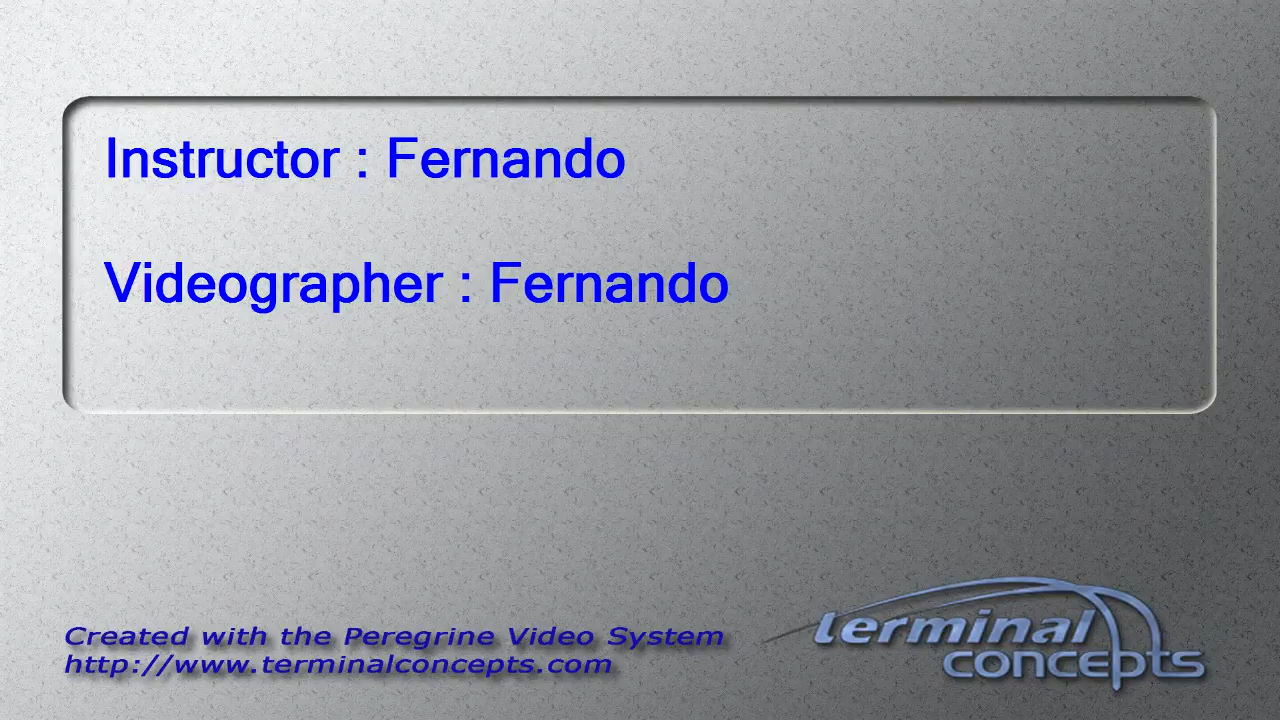 Instructor : Fernando
Videographer : Fernando
Created with the Peregrine Video System
http://www.terminalconcepts.com
terminal
concepts